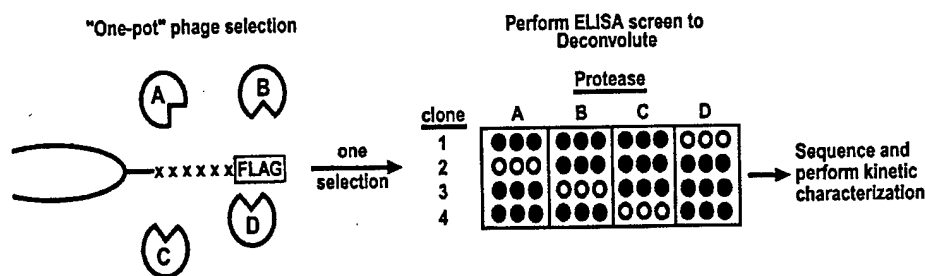 "One-pot" phage selection
A
B
x x x x x x FLAG
C
D
one
selection
Perform ELISA screen to
Deconvolute
Protease
clone A B C D
1
2
3
4
Sequence and
perform kinetic
characterization